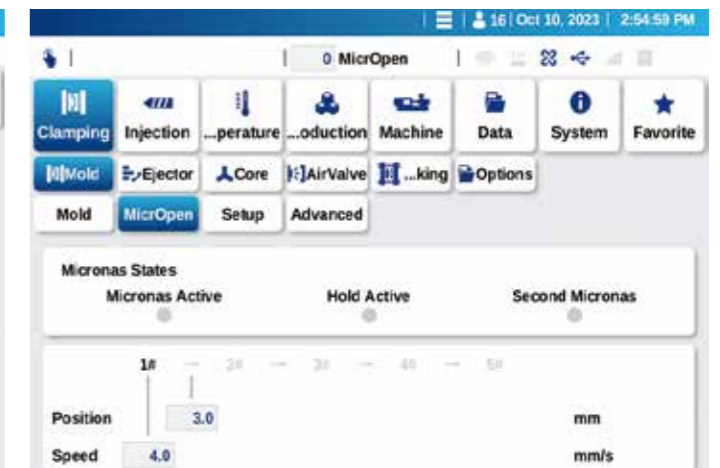 16 | Oct 10, 2023 | 2:54:59 PM
0 MicrOpen
Clamping Injection ...perature ...oduction Machine Data System Favorite
Mold Ejector Core AirValve ...king Options
Mold MicrOpen Setup Advanced
Micronas States
Micronas Active Hold Active Second Micronas
1# 2# 3# 4# 5#
Position 3.0 mm
Speed 4.0 mm/s